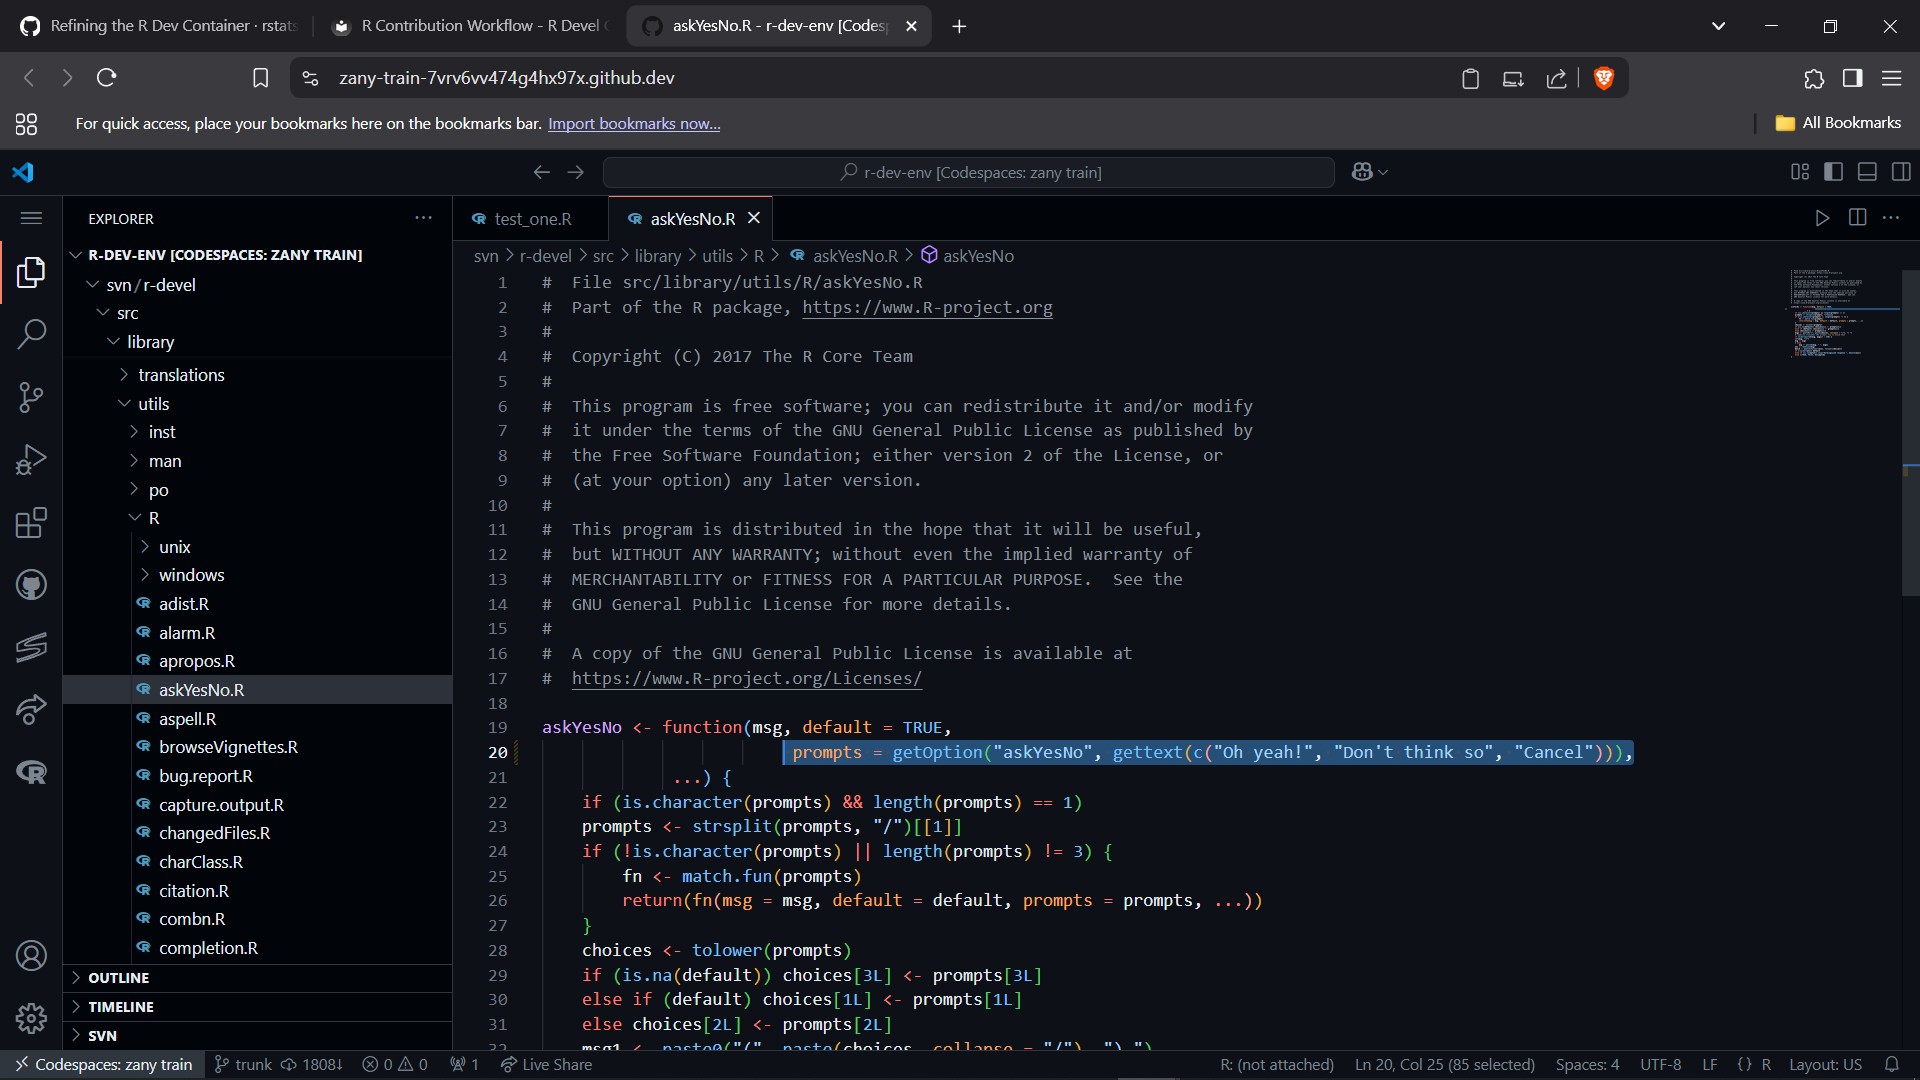 Refining the R Dev Container · rstats
R Contribution Workflow - R Devel
askYesNo.R - r-dev-env [Codesp
zany-train-7vrv6vv474g4hx97x.github.dev
For quick access, place your bookmarks here on the bookmarks bar. Import bookmarks now...
All Bookmarks
r-dev-env [Codespaces: zany train]
EXPLORER
R-DEV-ENV [CODESPACES: ZANY TRAIN]
svn/r-devel
src
library
translations
utils
inst
man
po
R
unix
windows
adist.R
alarm.R
apropos.R
askYesNo.R
aspell.R
browseVignettes.R
bug.report.R
capture.output.R
changedFiles.R
charClass.R
citation.R
combn.R
completion.R
OUTLINE
TIMELINE
SVN
test_one.R
askYesNo.R
svn > r-devel > src > library > utils > R > askYesNo.R > askYesNo
1 # File src/library/utils/R/askYesNo.R
2 # Part of the R package, https://www.R-project.org
3 #
4 # Copyright (C) 2017 The R Core Team
5 #
6 # This program is free software; you can redistribute it and/or modify
7 # it under the terms of the GNU General Public License as published by
8 # the Free Software Foundation; either version 2 of the License, or
9 # (at your option) any later version.
10 #
11 # This program is distributed in the hope that it will be useful,
12 # but WITHOUT ANY WARRANTY; without even the implied warranty of
13 # MERCHANTABILITY or FITNESS FOR A PARTICULAR PURPOSE.  See the
14 # GNU General Public License for more details.
15 #
16 # A copy of the GNU General Public License is available at
17 # https://www.R-project.org/Licenses/
18
19 askYesNo <- function(msg, default = TRUE,
20 prompts = getOption("askYesNo", gettext(c("Oh yeah!", "Don't think so", "Cancel"))),
21 ...) {
22 if (is.character(prompts) && length(prompts) == 1)
23 prompts <- strsplit(prompts, "/")[[1]]
24 if (!is.character(prompts) || length(prompts) != 3) {
25 fn <- match.fun(prompts)
26 return(fn(msg = msg, default = default, prompts = prompts, ...))
27 }
28 choices <- tolower(prompts)
29 if (is.na(default)) choices[3L] <- prompts[3L]
30 else if (default) choices[1L] <- prompts[1L]
31 else choices[2L] <- prompts[2L]
32 msg1 <- paste0("(", paste(choices, collapse = "/"), ") ")
Codespaces: zany train
trunk
1808↓
0
0
1
Live Share
R: (not attached)
Ln 20, Col 25 (85 selected)
Spaces: 4
UTF-8
LF
{} R
Layout: US